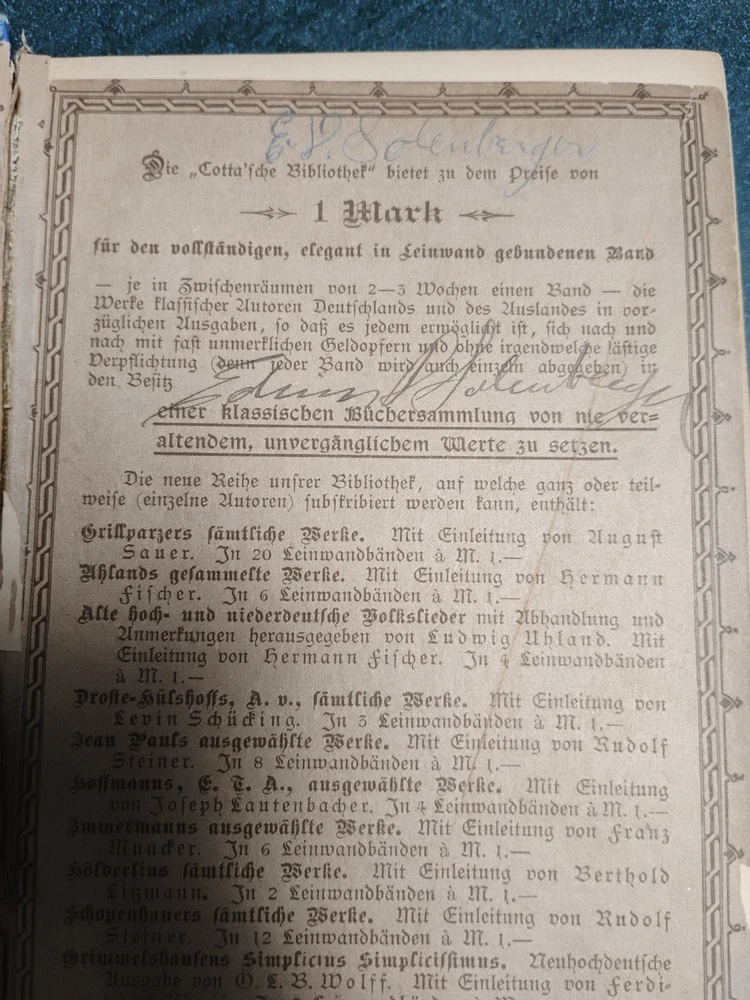 E. V. Solenberger
Die „Cotta'sche Bibliothek“ bietet zu dem Preise von
1 Mark
für den vollständigen, elegant in Leinwand gebundenen Band
— je in Zwischenräumen von 2—3 Wochen einen Band — die
Werke klassischer Autoren Deutschlands und des Auslandes in vor-
züglichen Ausgaben, so daß es jedem ermöglicht ist, sich nach und
nach mit fast unmerklichen Geldopfern und ohne irgendwelche lästige
Verpflichtung (denn jeder Band wird auch einzeln abgegeben) in
den Besitz
Edwin Solenberger
einer klassischen Büchersammlung von nie ver-
altendem, unvergänglichem Werte zu setzen.
Die neue Reihe unsrer Bibliothek, auf welche ganz oder teil-
weise (einzelne Autoren) subskribiert werden kann, enthält:
Grillparzers sämtliche Werke. Mit Einleitung von August
Sauer. In 20 Leinwandbänden à M. 1.—
Uhlands gesammelte Werke. Mit Einleitung von Hermann
Fischer. In 6 Leinwandbänden à M. 1.—
Alte hoch- und niederdeutsche Volkslieder mit Abhandlung und
Anmerkungen herausgegeben von Ludwig Uhland. Mit
Einleitung von Hermann Fischer. In 4 Leinwandbänden
à M. 1.—
Droste-Hülshoffs, A. v., sämtliche Werke. Mit Einleitung von
Levin Schücking. In 3 Leinwandbänden à M. 1.—
Jean Pauls ausgewählte Werke. Mit Einleitung von Rudolf
Steiner. In 8 Leinwandbänden à M. 1.—
Hoffmanns, E. T. A., ausgewählte Werke. Mit Einleitung
von Joseph Lautenbacher. In 4 Leinwandbänden à M. 1.—
Immermanns ausgewählte Werke. Mit Einleitung von Franz
Muncker. In 6 Leinwandbänden à M. 1.—
Hölderlins sämtliche Werke. Mit Einleitung von Berthold
Litzmann. In 2 Leinwandbänden à M. 1.—
Schopenhauers sämtliche Werke. Mit Einleitung von Rudolf
Steiner. In 12 Leinwandbänden à M. 1.—
Grimmelshausens Simplicius Simplicissimus. Neuhochdeutsche
Ausgabe von O. L. B. Wolff. Mit Einleitung von Ferdi-